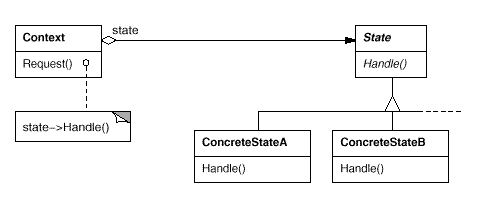 Context
Request()
state
State
Handle()
state->Handle()
ConcreteStateA
Handle()
ConcreteStateB
Handle()